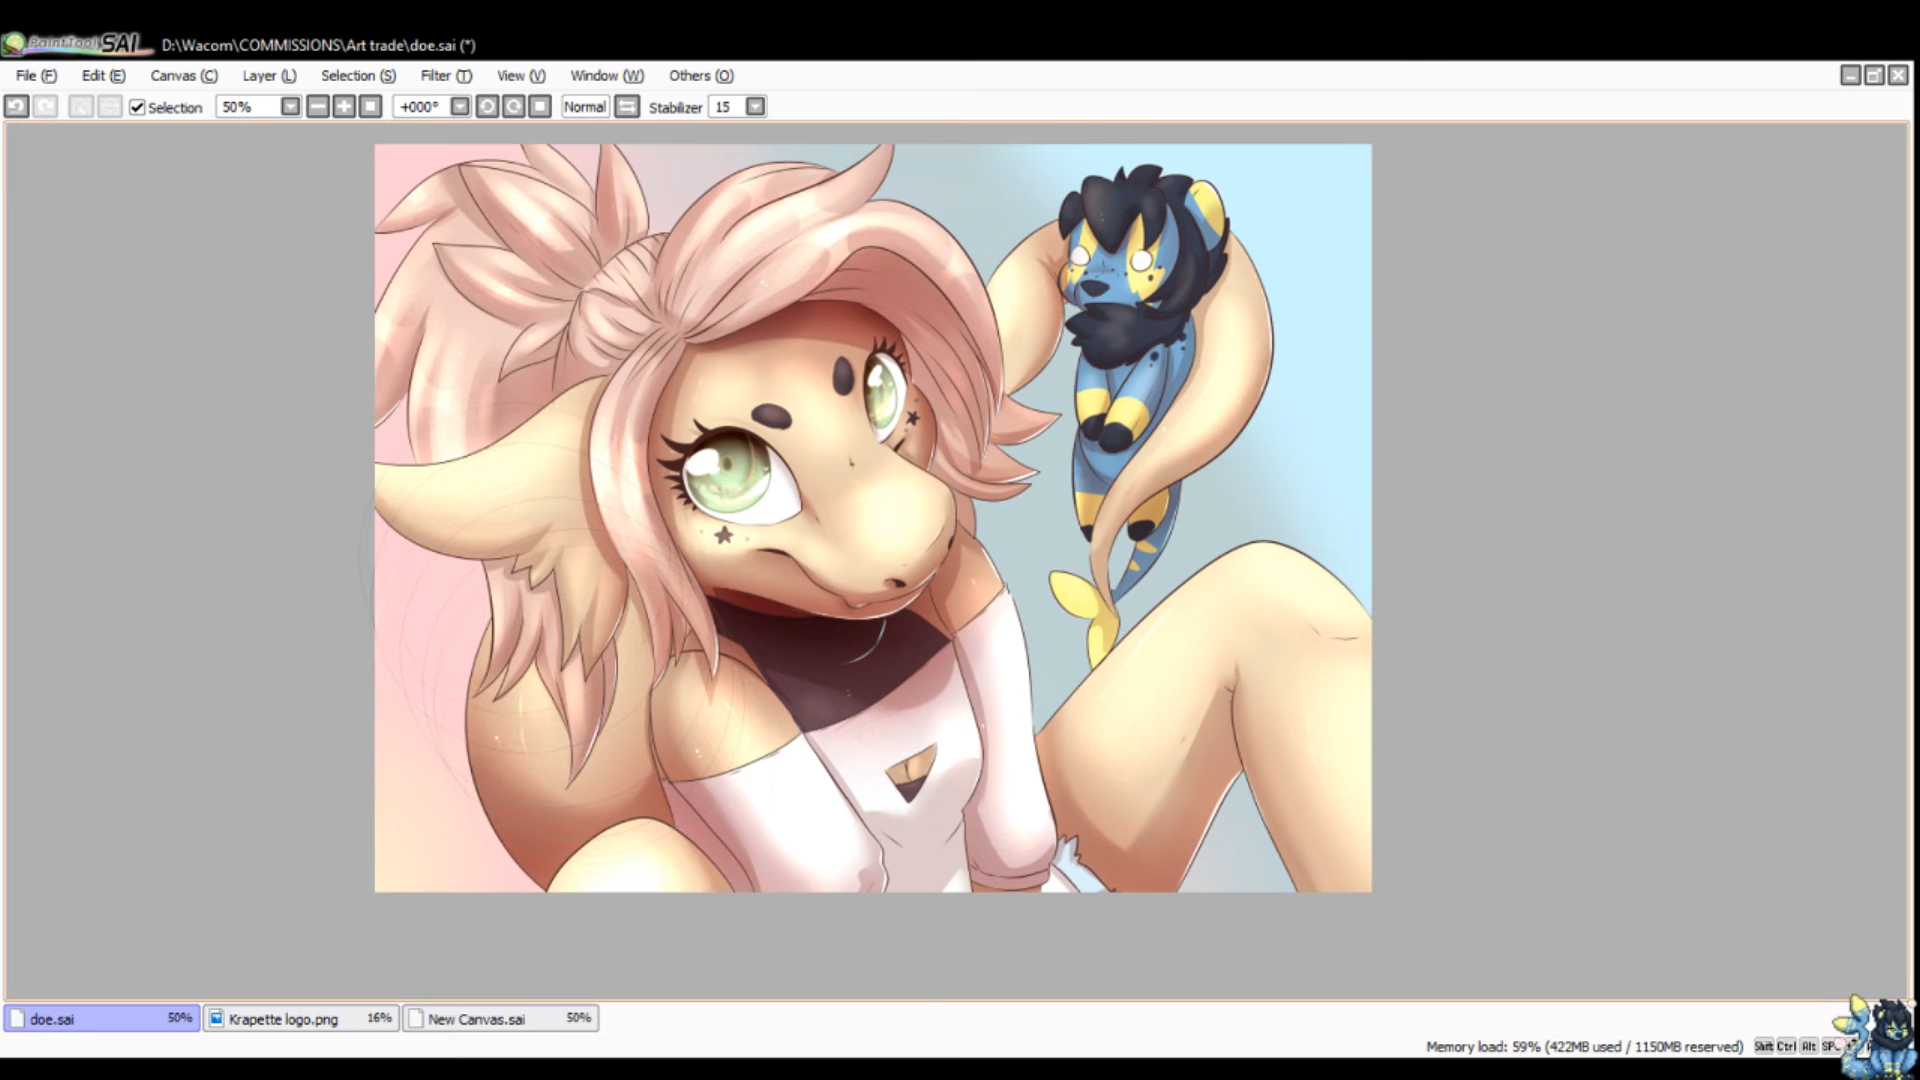 PaintTool SAI D:\Wacom\COMMISSIONS\Art trade\doe.sai (*)
File (F) Edit (E) Canvas (C) Layer (L) Selection (S) Filter (T) View (V) Window (W) Others (O)
Selection 50% +000° Normal Stabilizer 15
doe.sai 50% Krapette logo.png 16% New Canvas.sai 50%
Memory load: 59% (422MB used / 1150MB reserved) Shift Ctrl Alt